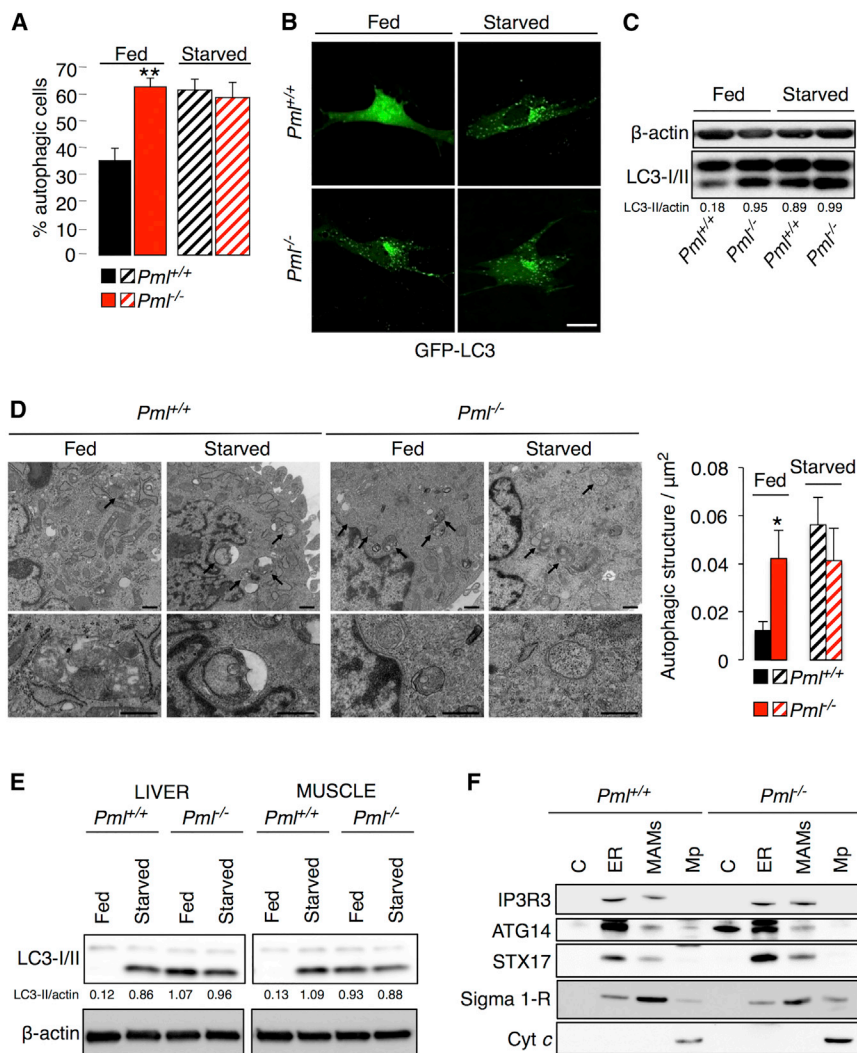 A
Fed
Starved
**
% autophagic cells
70
60
50
40
30
20
10
0
Pml+/+
Pml-/-
B
Fed
Starved
Pml+/+
Pml-/-
GFP-LC3
C
Fed
Starved
β-actin
LC3-I/II
LC3-II/actin 0.18 0.95 0.89 0.99
Pml+/+ Pml-/- Pml+/+ Pml-/-
D
Pml+/+
Pml-/-
Fed
Starved
Fed
Starved
Autophagic structure / µm²
0.08
0.06
0.04
0.02
0
Fed
Starved
*
Pml+/+
Pml-/-
E
LIVER
MUSCLE
Pml+/+ Pml-/- Pml+/+ Pml-/-
Fed Starved Fed Starved Fed Starved Fed Starved
LC3-I/II
LC3-II/actin 0.12 0.86 1.07 0.96 0.13 1.09 0.93 0.88
β-actin
F
Pml+/+
Pml-/-
C ER MAMs Mp C ER MAMs Mp
IP3R3
ATG14
STX17
Sigma 1-R
Cyt c